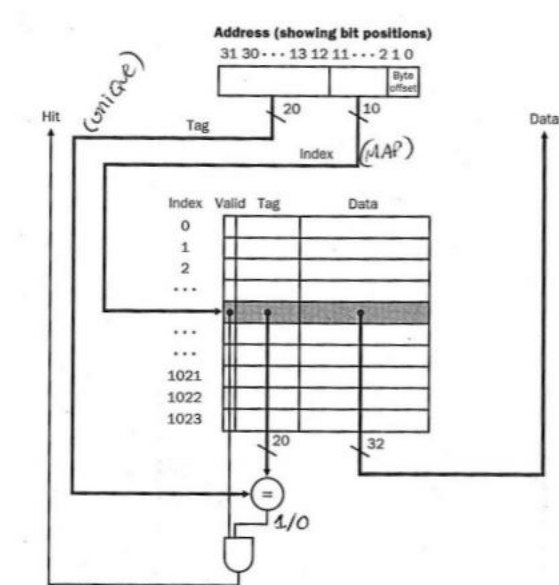 Address (showing bit positions)
31 30 ··· 13 12 11 ··· 2 1 0
Byte
offset
(UNIQUE)
20
10
Hit
Tag
Data
Index
(MAP)
Index Valid Tag Data
0
1
2
···
···
···
1021
1022
1023
20
32
=
1/0